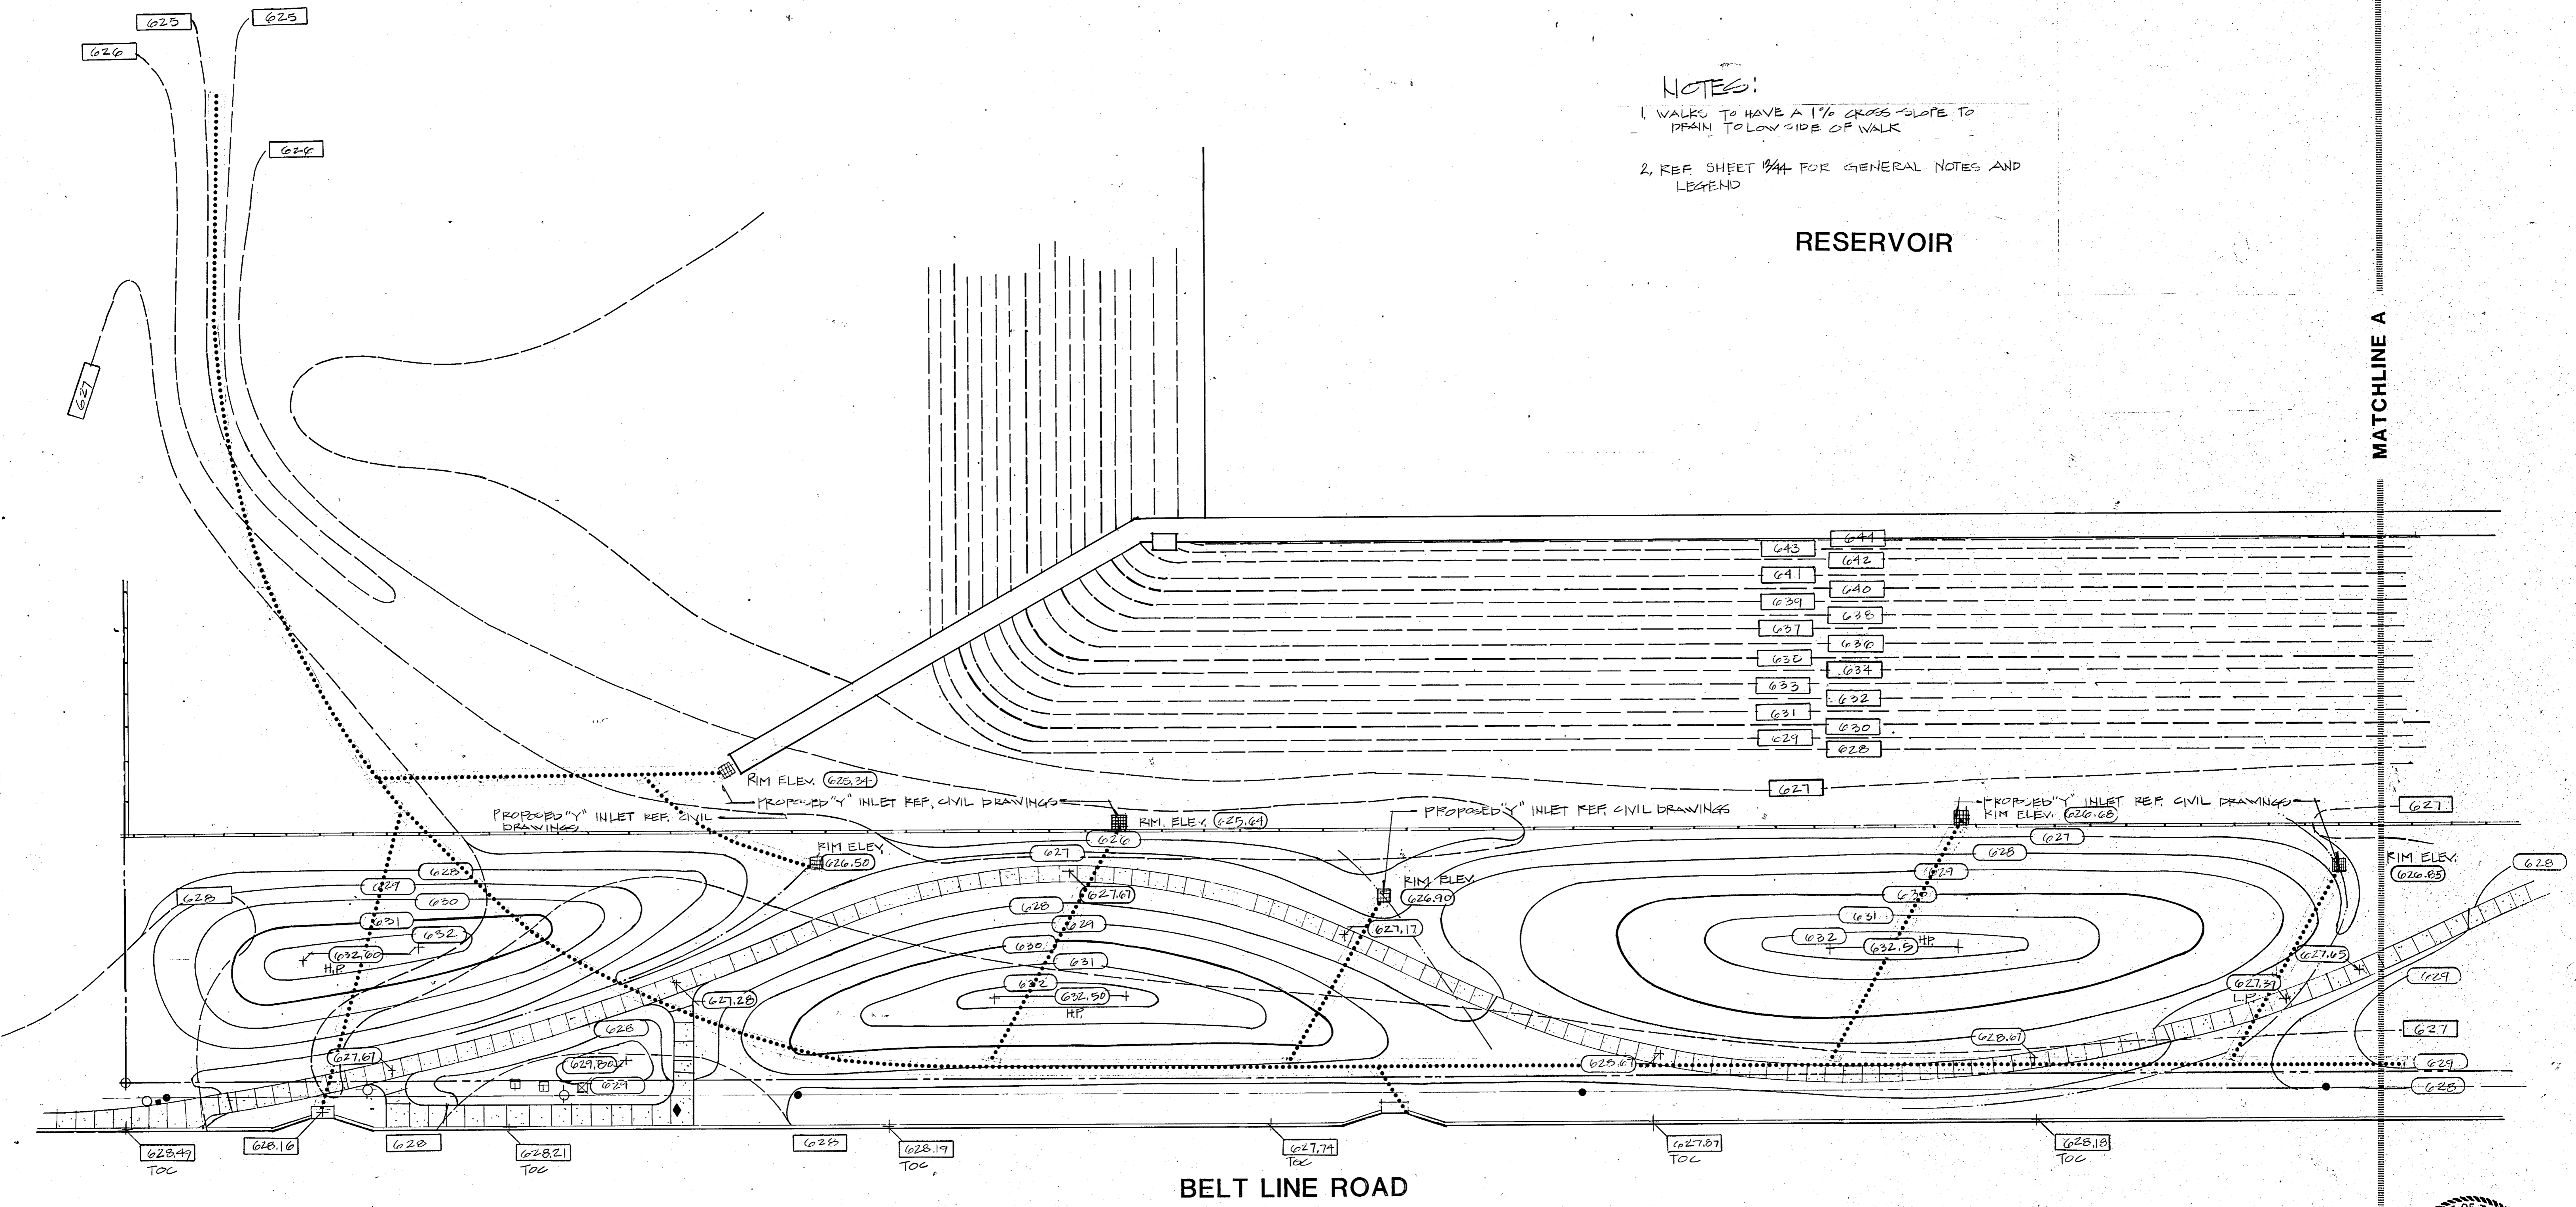 625
625
626
626
627
NOTES:
1. WALKS TO HAVE A 1% CROSS-SLOPE TO
DRAIN TO LOW SIDE OF WALK
2. REF. SHEET FOR GENERAL NOTES AND
LEGEND
RESERVOIR
MATCHLINE A
644
643
642
641
640
639
638
637
636
635
634
633
632
631
630
629
628
627
627
RIM ELEV. 625.34
PROPOSED "Y" INLET REF. CIVIL DRAWINGS
PROPOSED "Y" INLET REF. CIVIL
DRAWINGS
RIM. ELEV. 625.64
PROPOSED "Y" INLET REF. CIVIL DRAWINGS
PROPOSED "Y" INLET REF. CIVIL DRAWINGS
RIM ELEV. 626.68
626
627
627
628
629
630
RIM ELEV.
626.50
RIM ELEV.
626.90
RIM ELEV.
626.85
628
628
629
630
631
632
632.60
H.P.
628
627.67
628
629
630
631
632
632.50
H.P.
627.17
631
632
632.5
H.P.
627.65
627.39
L.P.
629
627
629
628
627.28
628
629.80
629
627.67
628.67
628.67
628.49
TOC
628.16
628
628.21
TOC
628
628.19
TOC
627.74
TOC
627.87
TOC
628.18
TOC
BELT LINE ROAD